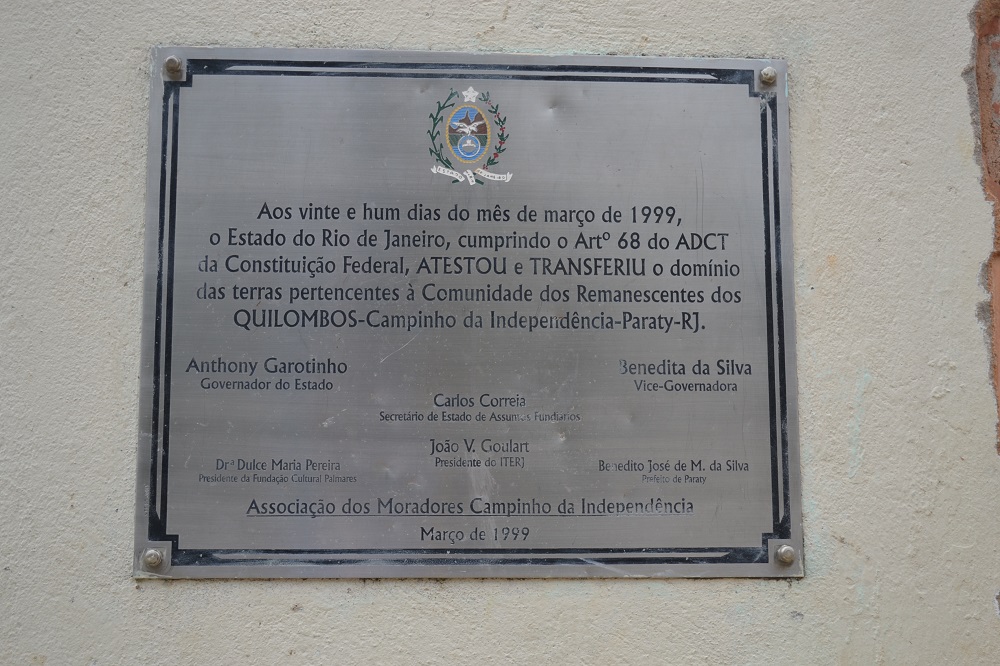 Aos vinte e hum dias do mês de março de 1999,
o Estado do Rio de Janeiro, cumprindo o Artº 68 do ADCT
da Constituição Federal, ATESTOU e TRANSFERIU o domínio
das terras pertencentes à Comunidade dos Remanescentes dos
QUILOMBOS-Campinho da Independência-Paraty-RJ.
Anthony Garotinho
Governador do Estado
Benedita da Silva
Vice-Governadora
Carlos Correia
Secretário de Estado de Assuntos Fundiários
João V. Goulart
Presidente do ITERJ
Drª Dulce Maria Pereira
Presidente da Fundação Cultural Palmares
Benedito José de M. da Silva
Prefeito de Paraty
Associação dos Moradores Campinho da Independência
Março de 1999